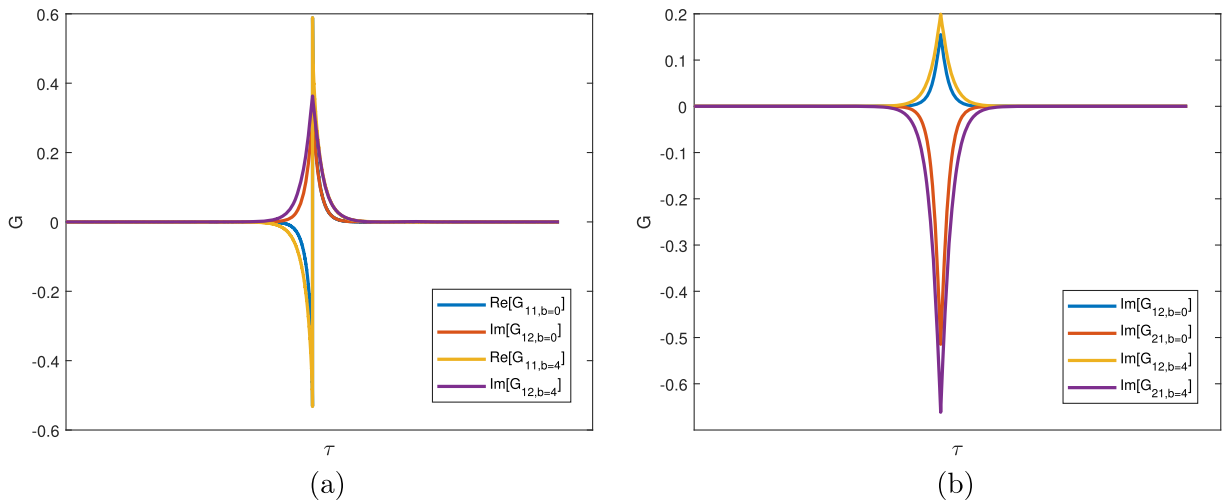 0.6
0.4
0.2
0
-0.2
-0.4
-0.6
G
τ
Re[G11,b=0]
Im[G12,b=0]
Re[G11,b=4]
Im[G12,b=4]
(a)
0.2
0.1
0
-0.1
-0.2
-0.3
-0.4
-0.5
-0.6
G
τ
Im[G12,b=0]
Im[G21,b=0]
Im[G12,b=4]
Im[G21,b=4]
(b)